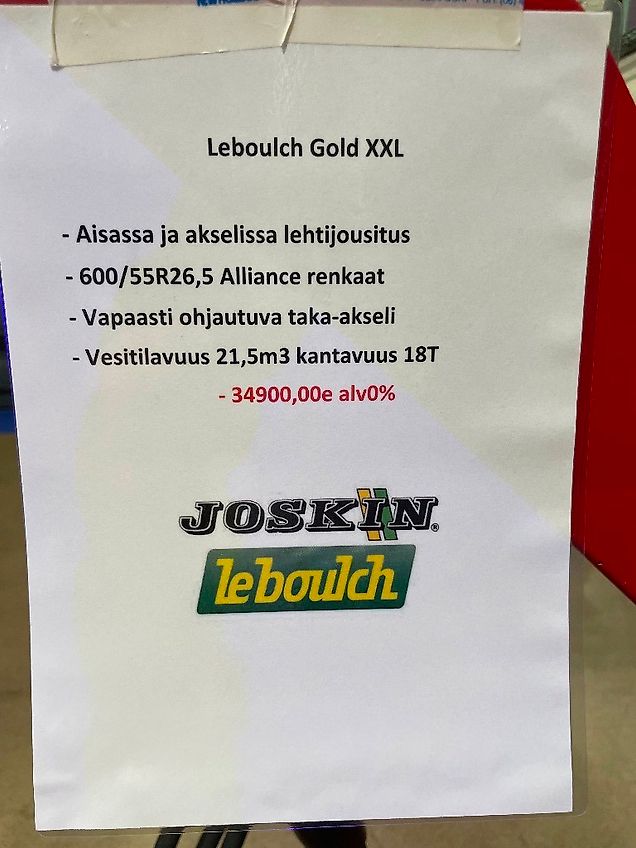 Leboulch Gold XXL
- Aisassa ja akselissa lehtijousitus
- 600/55R26,5 Alliance renkaat
- Vapaasti ohjautuva taka-akseli
- Vesitilavuus 21,5m3 kantavuus 18T
- 34900,00e alv0%
JOSKIN®
leboulch